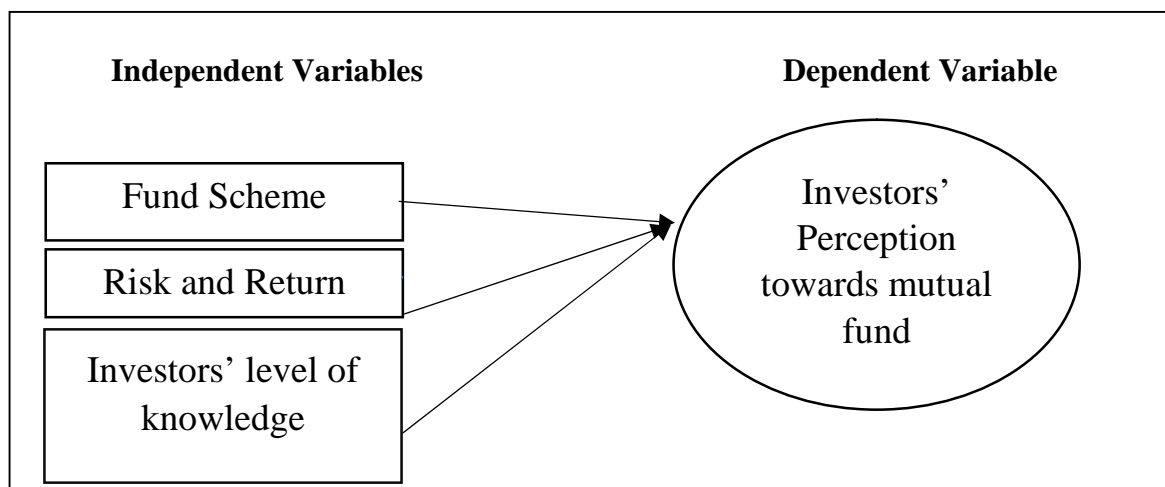 Independent Variables
Dependent Variable
Fund Scheme
Risk and Return
Investors’ level of
knowledge
Investors’
Perception
towards mutual
fund